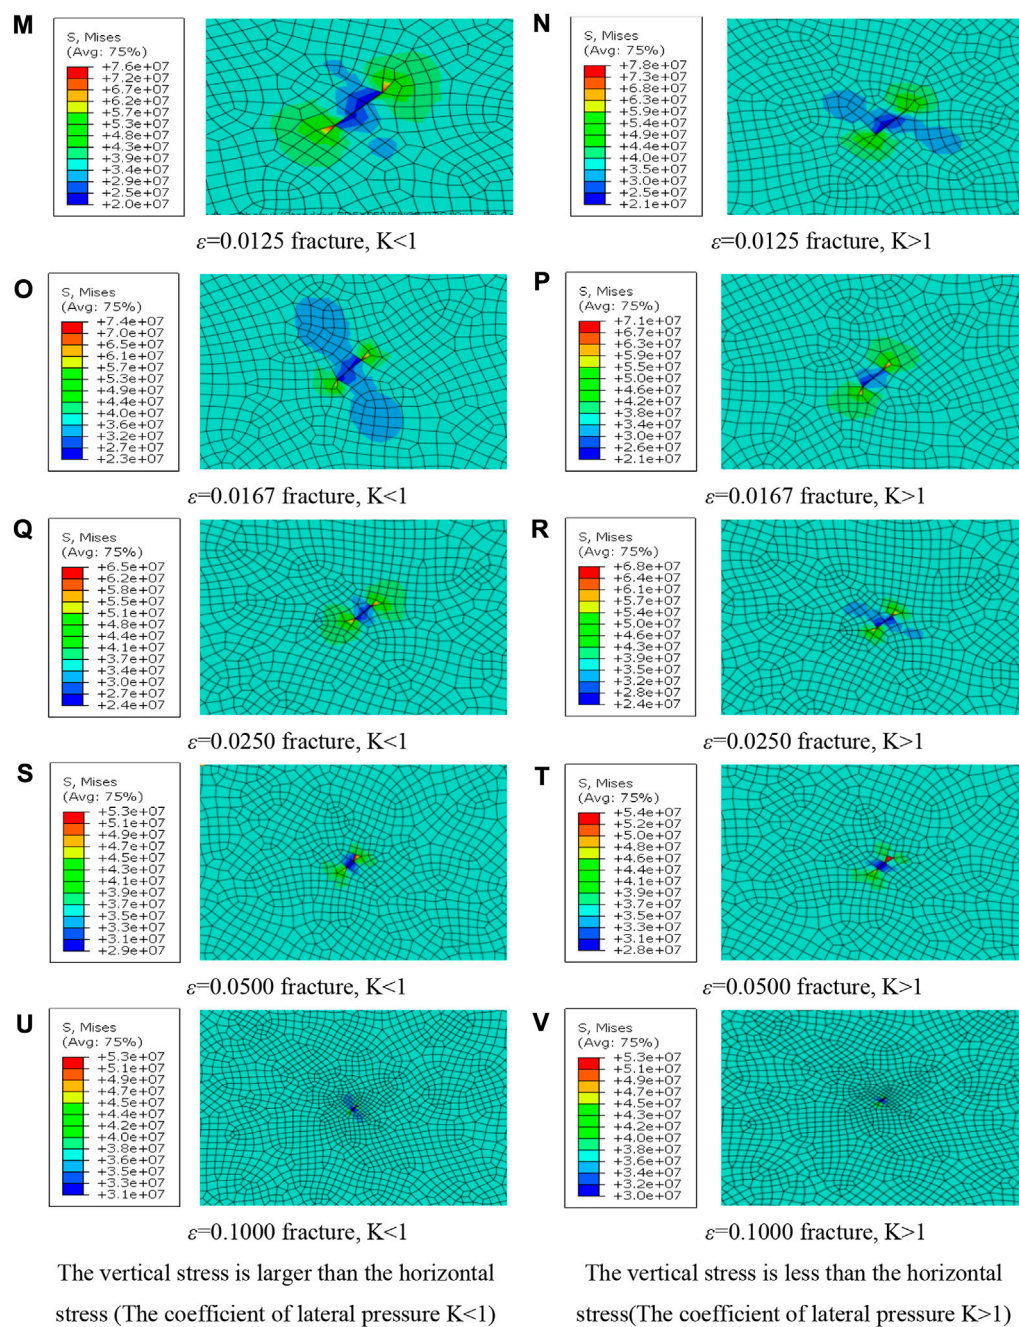 M
S, Mises
(Avg: 75%)
+7.6e+07
+7.2e+07
+6.7e+07
+6.2e+07
+5.7e+07
+5.3e+07
+4.8e+07
+4.3e+07
+3.9e+07
+3.4e+07
+2.9e+07
+2.5e+07
+2.0e+07
ε=0.0125 fracture, K<1
N
S, Mises
(Avg: 75%)
+7.8e+07
+7.3e+07
+6.8e+07
+6.3e+07
+5.9e+07
+5.4e+07
+4.9e+07
+4.4e+07
+4.0e+07
+3.5e+07
+3.0e+07
+2.5e+07
+2.1e+07
ε=0.0125 fracture, K>1
O
S, Mises
(Avg: 75%)
+7.4e+07
+7.0e+07
+6.5e+07
+6.1e+07
+5.7e+07
+5.3e+07
+4.9e+07
+4.4e+07
+4.0e+07
+3.6e+07
+3.2e+07
+2.7e+07
+2.3e+07
ε=0.0167 fracture, K<1
P
S, Mises
(Avg: 75%)
+7.1e+07
+6.7e+07
+6.3e+07
+5.9e+07
+5.5e+07
+5.0e+07
+4.6e+07
+4.2e+07
+3.8e+07
+3.4e+07
+3.0e+07
+2.6e+07
+2.1e+07
ε=0.0167 fracture, K>1
Q
S, Mises
(Avg: 75%)
+6.5e+07
+6.2e+07
+5.8e+07
+5.5e+07
+5.1e+07
+4.8e+07
+4.4e+07
+4.1e+07
+3.7e+07
+3.4e+07
+3.0e+07
+2.7e+07
+2.4e+07
ε=0.0250 fracture, K<1
R
S, Mises
(Avg: 75%)
+6.8e+07
+6.4e+07
+6.1e+07
+5.7e+07
+5.4e+07
+5.0e+07
+4.6e+07
+4.3e+07
+3.9e+07
+3.5e+07
+3.2e+07
+2.8e+07
+2.4e+07
ε=0.0250 fracture, K>1
S
S, Mises
(Avg: 75%)
+5.3e+07
+5.1e+07
+4.9e+07
+4.7e+07
+4.5e+07
+4.3e+07
+4.1e+07
+3.9e+07
+3.7e+07
+3.5e+07
+3.3e+07
+3.1e+07
+2.9e+07
ε=0.0500 fracture, K<1
T
S, Mises
(Avg: 75%)
+5.4e+07
+5.2e+07
+5.0e+07
+4.8e+07
+4.6e+07
+4.4e+07
+4.1e+07
+3.9e+07
+3.7e+07
+3.5e+07
+3.3e+07
+3.1e+07
+2.8e+07
ε=0.0500 fracture, K>1
U
S, Mises
(Avg: 75%)
+5.3e+07
+5.1e+07
+4.9e+07
+4.7e+07
+4.5e+07
+4.4e+07
+4.2e+07
+4.0e+07
+3.8e+07
+3.6e+07
+3.3e+07
+3.1e+07
ε=0.1000 fracture, K<1
V
S, Mises
(Avg: 75%)
+5.3e+07
+5.1e+07
+4.9e+07
+4.7e+07
+4.5e+07
+4.3e+07
+4.2e+07
+4.0e+07
+3.8e+07
+3.6e+07
+3.4e+07
+3.2e+07
+3.0e+07
ε=0.1000 fracture, K>1
The vertical stress is larger than the horizontal
stress (The coefficient of lateral pressure K<1)
The vertical stress is less than the horizontal
stress(The coefficient of lateral pressure K>1)